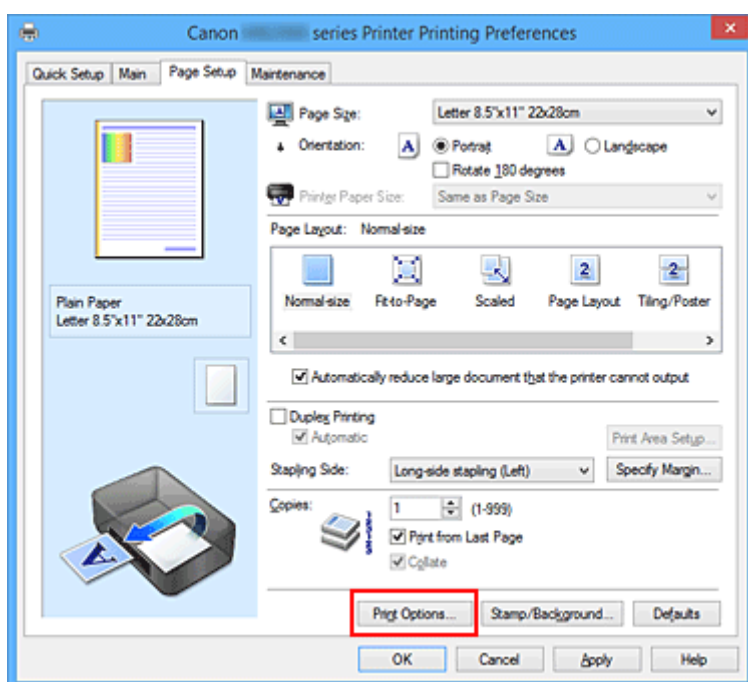 Canon series Printer Printing Preferences
Quick Setup Main Page Setup Maintenance
Page Size: Letter 8.5"x11" 22x28cm
Orientation: A Portrait A Landscape
Rotate 180 degrees
Printer Paper Size: Same as Page Size
Page Layout: Normal-size
2 2
Normal-size Fit-to-Page Scaled Page Layout Tiling/Poster
Plain Paper
Letter 8.5"x11" 22x28cm
Automatically reduce large document that the printer cannot output
Duplex Printing
Automatic
Print Area Setup...
Stapling Side: Long-side stapling (Left) Specify Margin...
Copies: 1 (1-999)
Print from Last Page
Collate
A
Print Options... Stamp/Background... Defaults
OK Cancel Apply Help